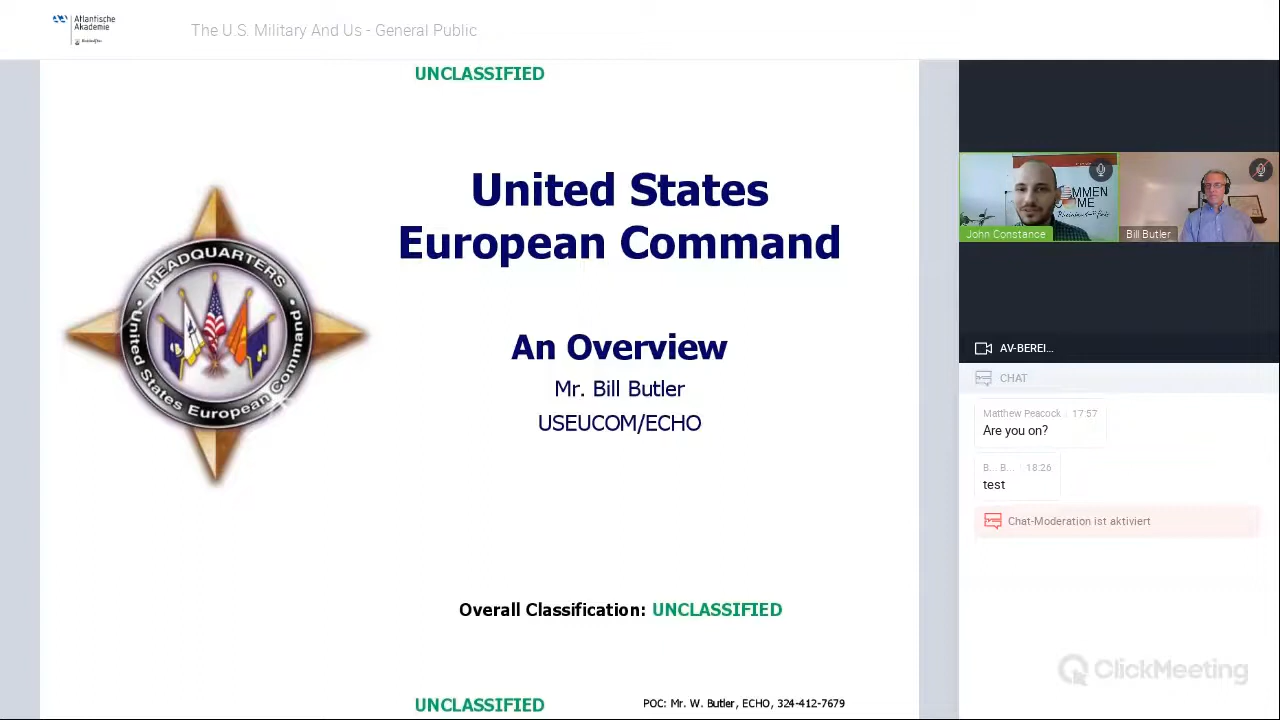 Atlantische
Akademie
The U.S. Military And Us - General Public
UNCLASSIFIED
United States
European Command
HEADQUARTERS
United States European Command
An Overview
Mr. Bill Butler
USEUCOM/ECHO
Overall Classification: UNCLASSIFIED
UNCLASSIFIED
POC: Mr. W. Butler, ECHO, 324-412-7679
John Constance
Bill Butler
AV-BEREI...
CHAT
Matthew Peacock 17:57
Are you on?
B... B... 18:26
test
Chat-Moderation ist aktiviert
ClickMeeting